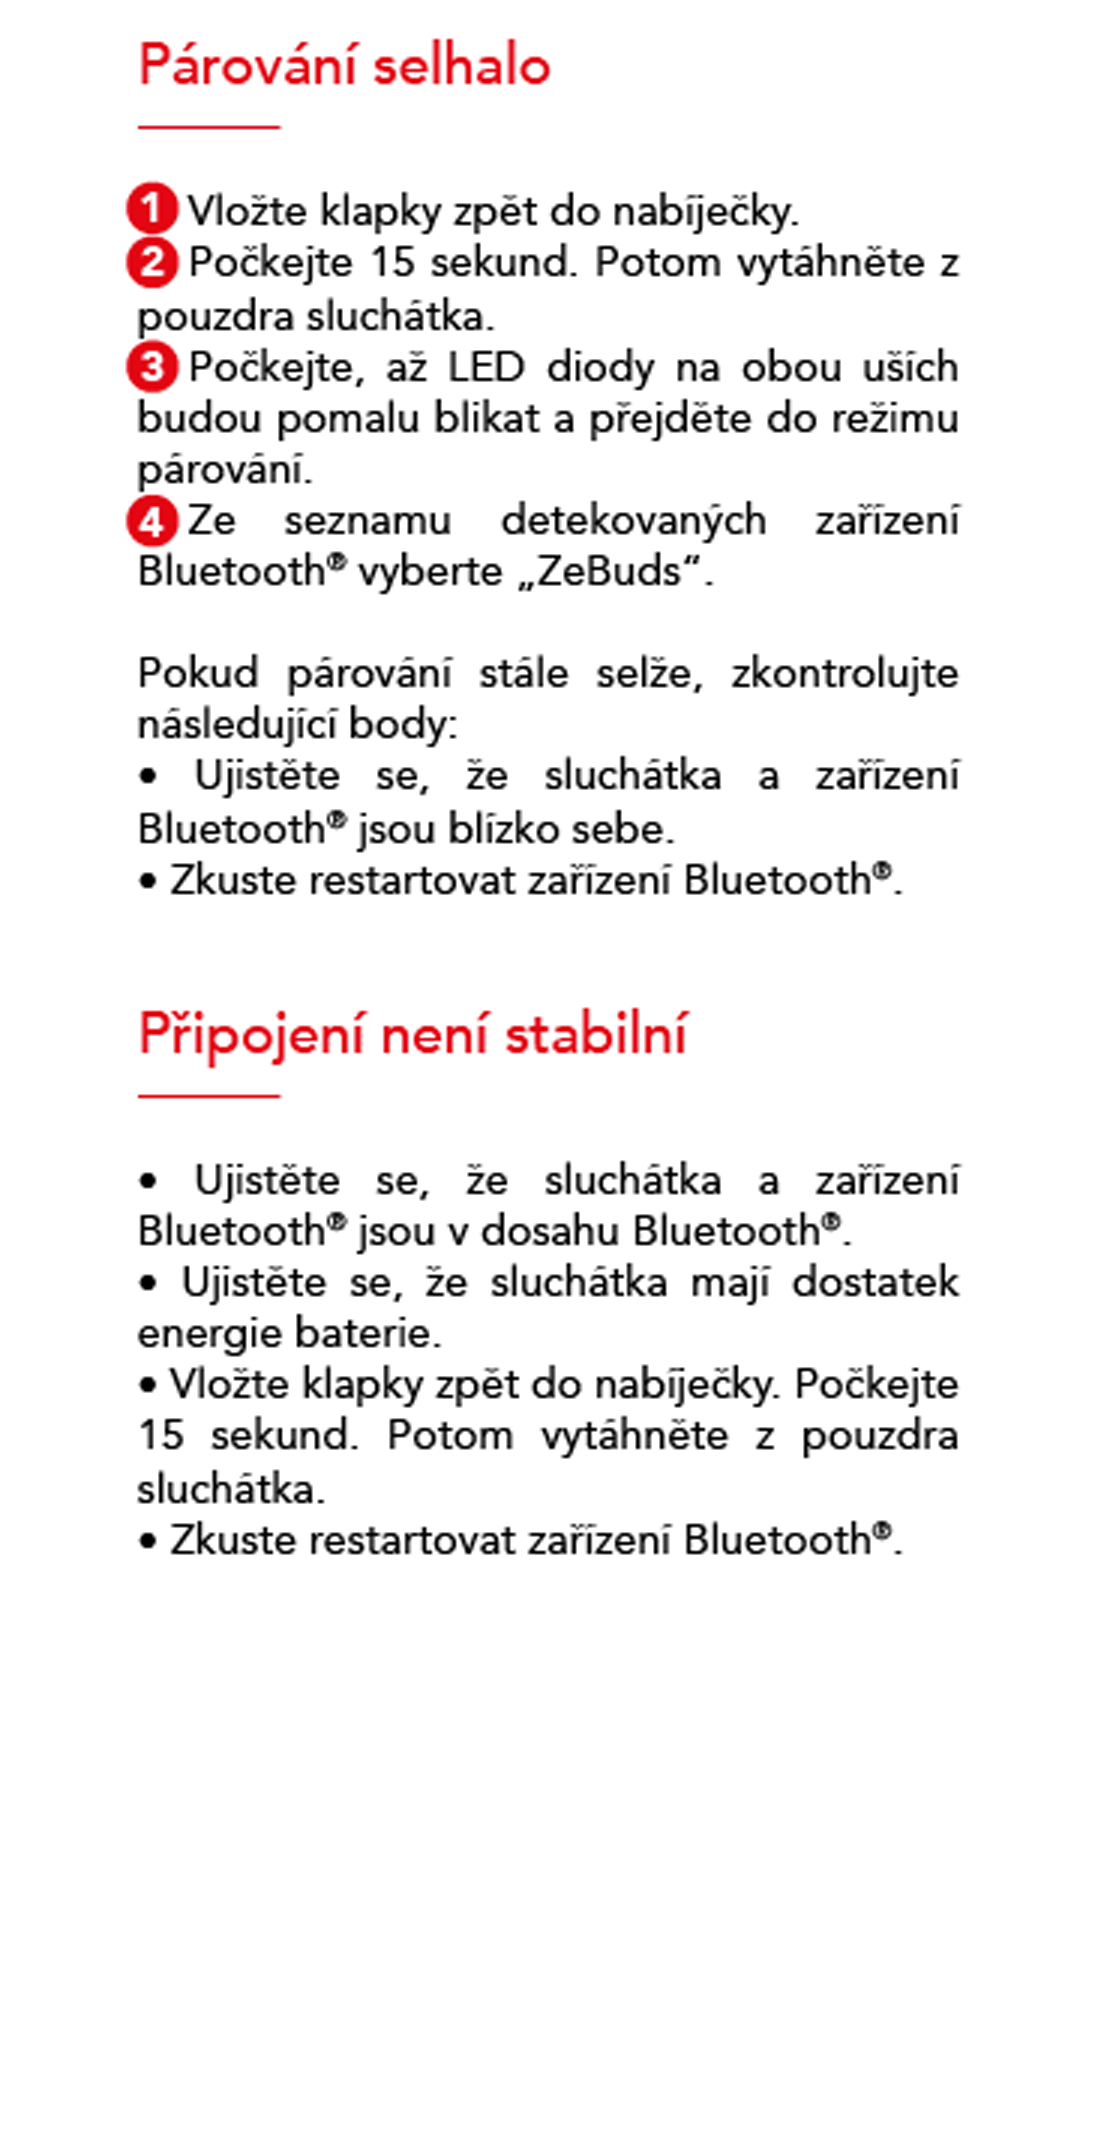 Párování selhalo
1 Vložte klapky zpět do nabíječky.
2 Počkejte 15 sekund. Potom vytáhněte z
pouzdra sluchátka.
3 Počkejte, až LED diody na obou uších
budou pomalu blikat a přejděte do režimu
párování.
4 Ze seznamu detekovaných zařízení
Bluetooth® vyberte „ZeBuds“.
Pokud párování stále selže, zkontrolujte
následující body:
• Ujistěte se, že sluchátka a zařízení
Bluetooth® jsou blízko sebe.
• Zkuste restartovat zařízení Bluetooth®.
Připojení není stabilní
• Ujistěte se, že sluchátka a zařízení
Bluetooth® jsou v dosahu Bluetooth®.
• Ujistěte se, že sluchátka mají dostatek
energie baterie.
• Vložte klapky zpět do nabíječky. Počkejte
15 sekund. Potom vytáhněte z pouzdra
sluchátka.
• Zkuste restartovat zařízení Bluetooth®.